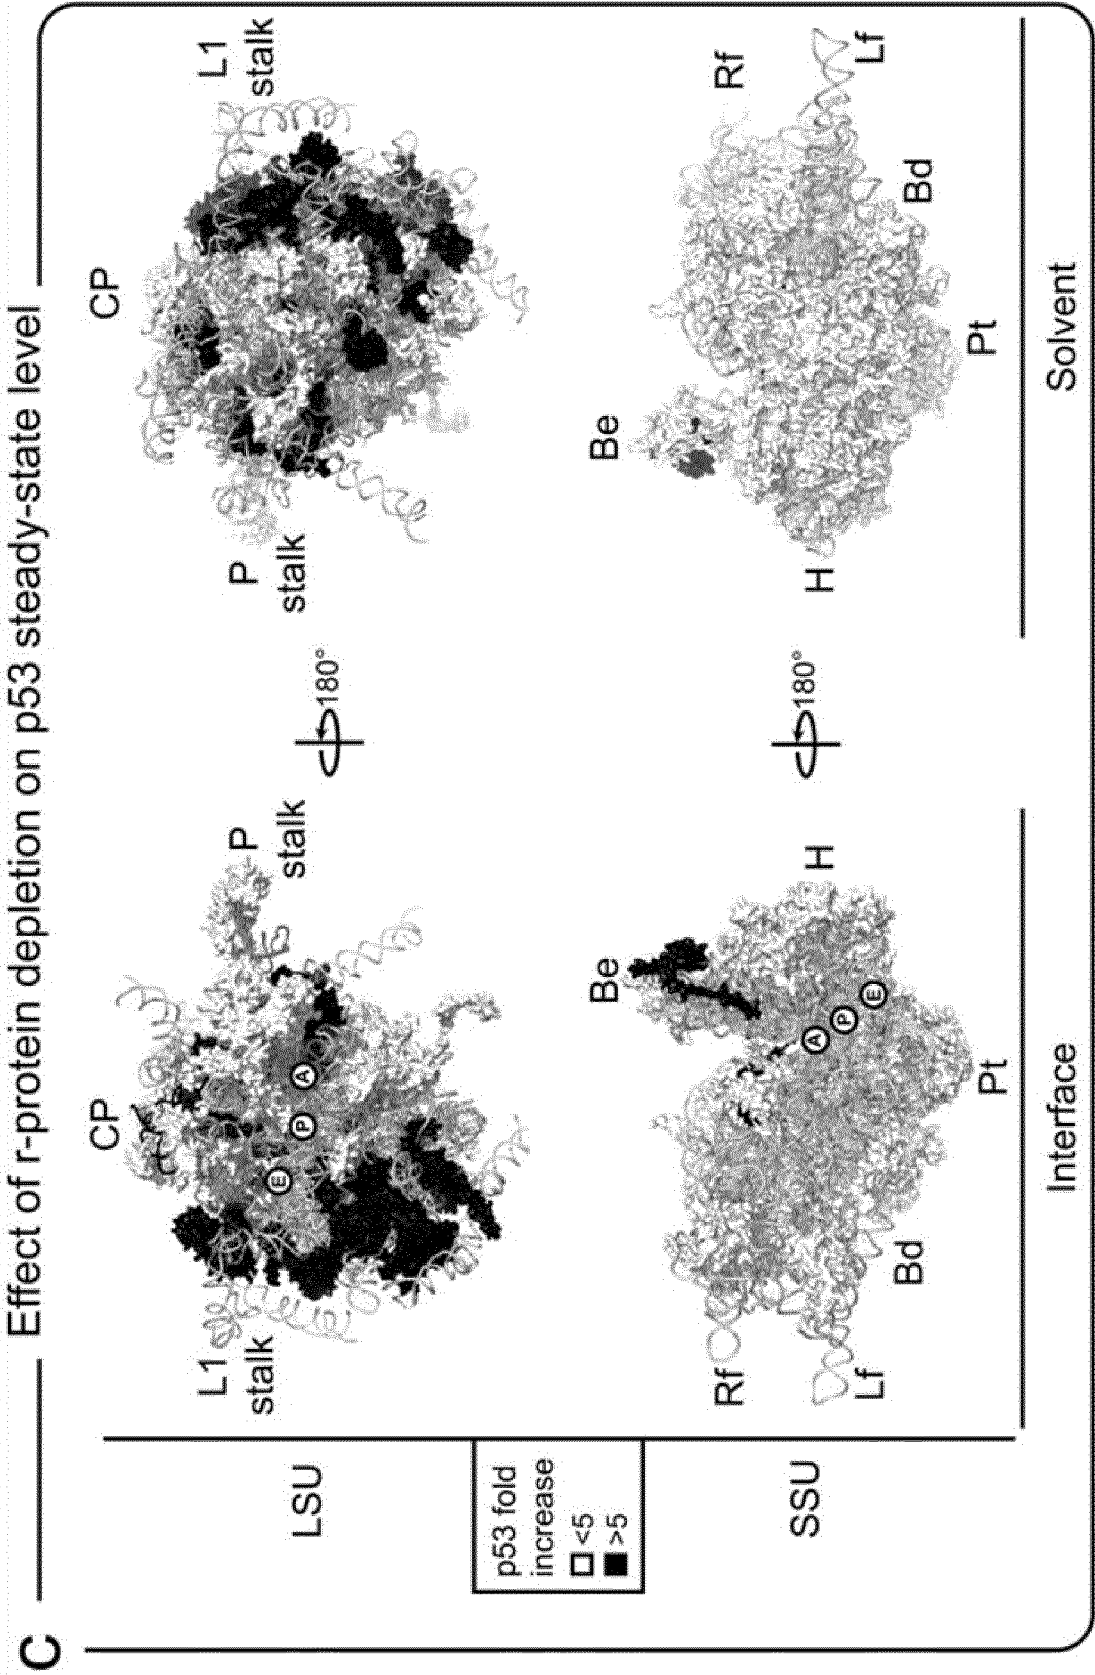 C
Effect of r-protein depletion on p53 steady-state level
LSU
L1
stalk
CP
P
stalk
E
P
A
180°
P
stalk
CP
L1
stalk
p53 fold
increase
<5
>5
SSU
Rf
Lf
Bd
Pt
Be
H
A
P
E
180°
Be
H
Pt
Bd
Rf
Lf
Interface
Solvent